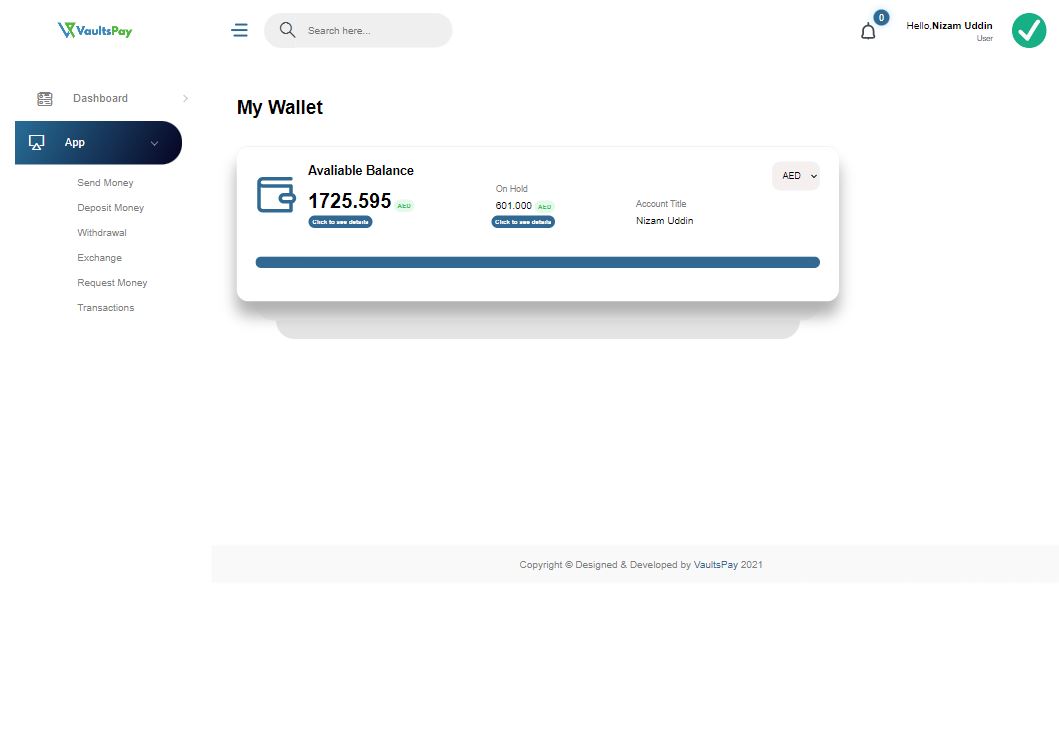 VaultsPay
Search here...
0
Hello,Nizam Uddin
User
Dashboard
App
Send Money
Deposit Money
Withdrawal
Exchange
Request Money
Transactions
My Wallet
Avaliable Balance
1725.595 AED
Click to see details
On Hold
601.000 AED
Click to see details
Account Title
Nizam Uddin
AED
Copyright © Designed & Developed by VaultsPay 2021